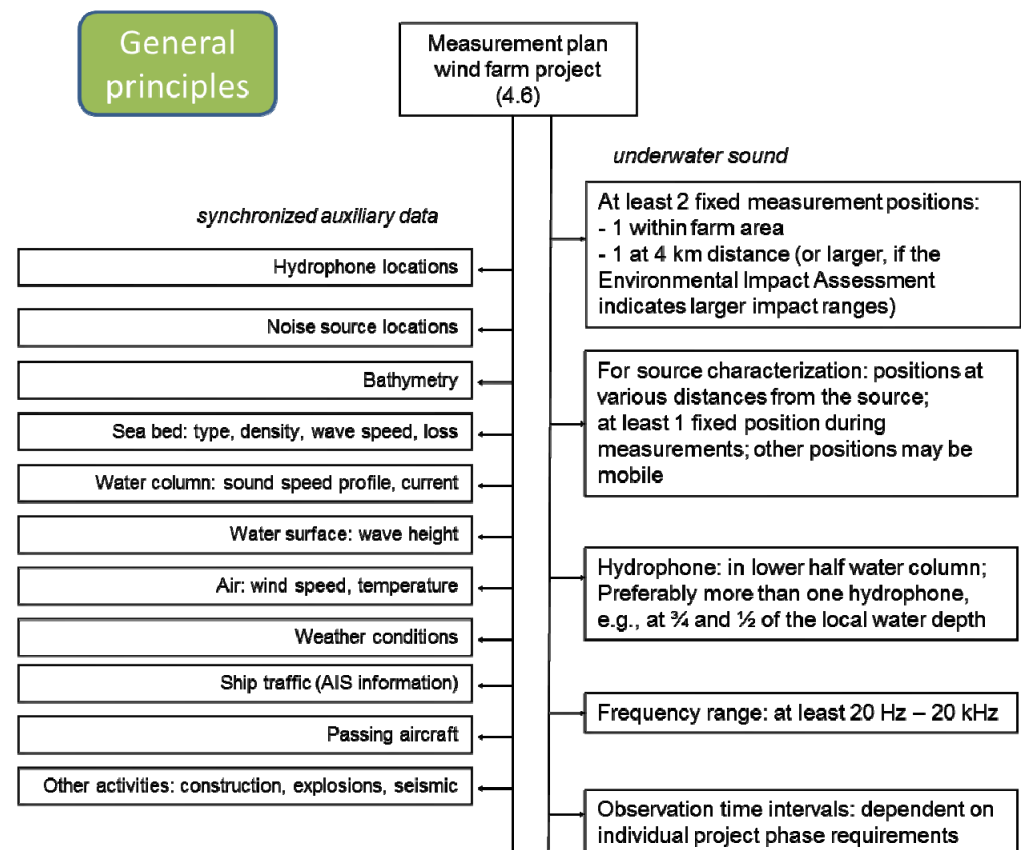 General
principles
Measurement plan
wind farm project
(4.6)
synchronized auxiliary data
Hydrophone locations
Noise source locations
Bathymetry
Sea bed: type, density, wave speed, loss
Water column: sound speed profile, current
Water surface: wave height
Air: wind speed, temperature
Weather conditions
Ship traffic (AIS information)
Passing aircraft
Other activities: construction, explosions, seismic
underwater sound
At least 2 fixed measurement positions:
- 1 within farm area
- 1 at 4 km distance (or larger, if the
Environmental Impact Assessment
indicates larger impact ranges)
For source characterization: positions at
various distances from the source;
at least 1 fixed position during
measurements; other positions may be
mobile
Hydrophone: in lower half water column;
Preferably more than one hydrophone,
e.g., at ¾ and ½ of the local water depth
Frequency range: at least 20 Hz – 20 kHz
Observation time intervals: dependent on
individual project phase requirements